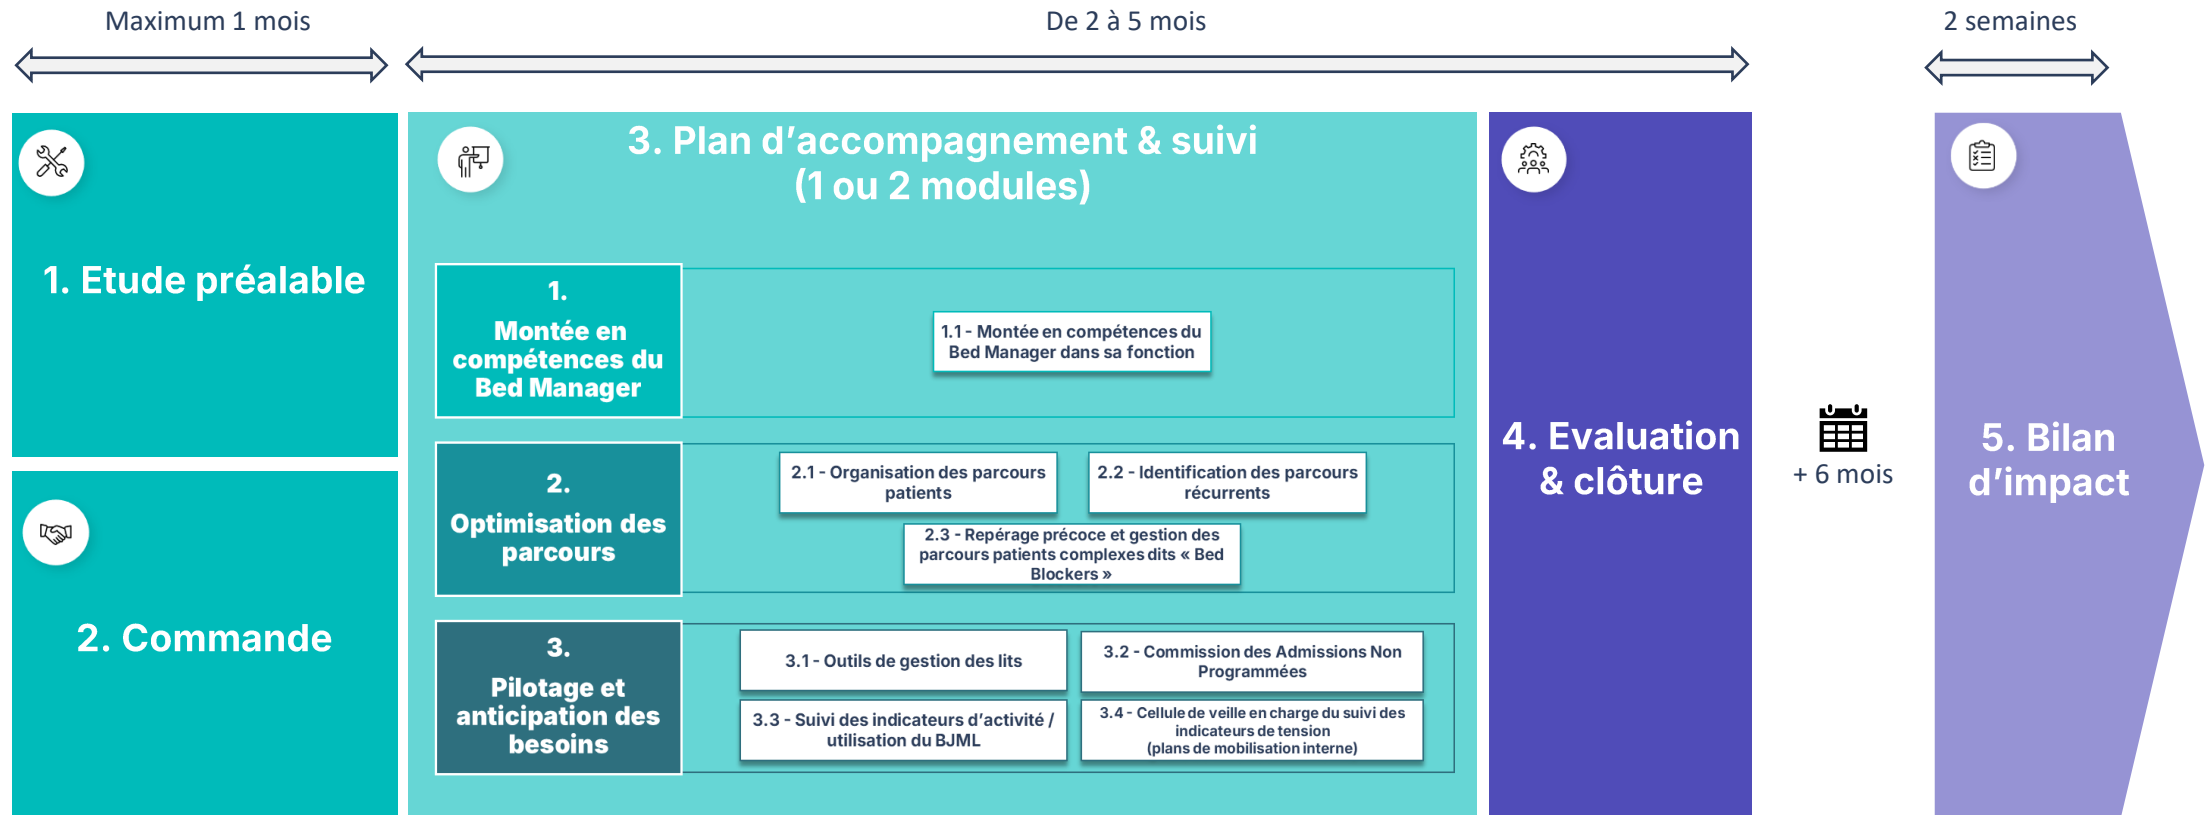 Maximum 1 mois
De 2 à 5 mois
2 semaines
1. Etude préalable
2. Commande
3. Plan d’accompagnement & suivi
(1 ou 2 modules)
1.
Montée en
compétences du
Bed Manager
1.1 - Montée en compétences du
Bed Manager dans sa fonction
2.
Optimisation des
parcours
2.1 - Organisation des parcours
patients
2.2 - Identification des parcours
récurrents
2.3 - Repérage précoce et gestion des
parcours patients complexes dits « Bed
Blockers »
3.
Pilotage et
anticipation des
besoins
3.1 - Outils de gestion des lits
3.2 - Commission des Admissions Non
Programmées
3.3 - Suivi des indicateurs d’activité /
utilisation du BJML
3.4 - Cellule de veille en charge du suivi des
indicateurs de tension
(plans de mobilisation interne)
4. Evaluation
& clôture
+ 6 mois
5. Bilan
d’impact